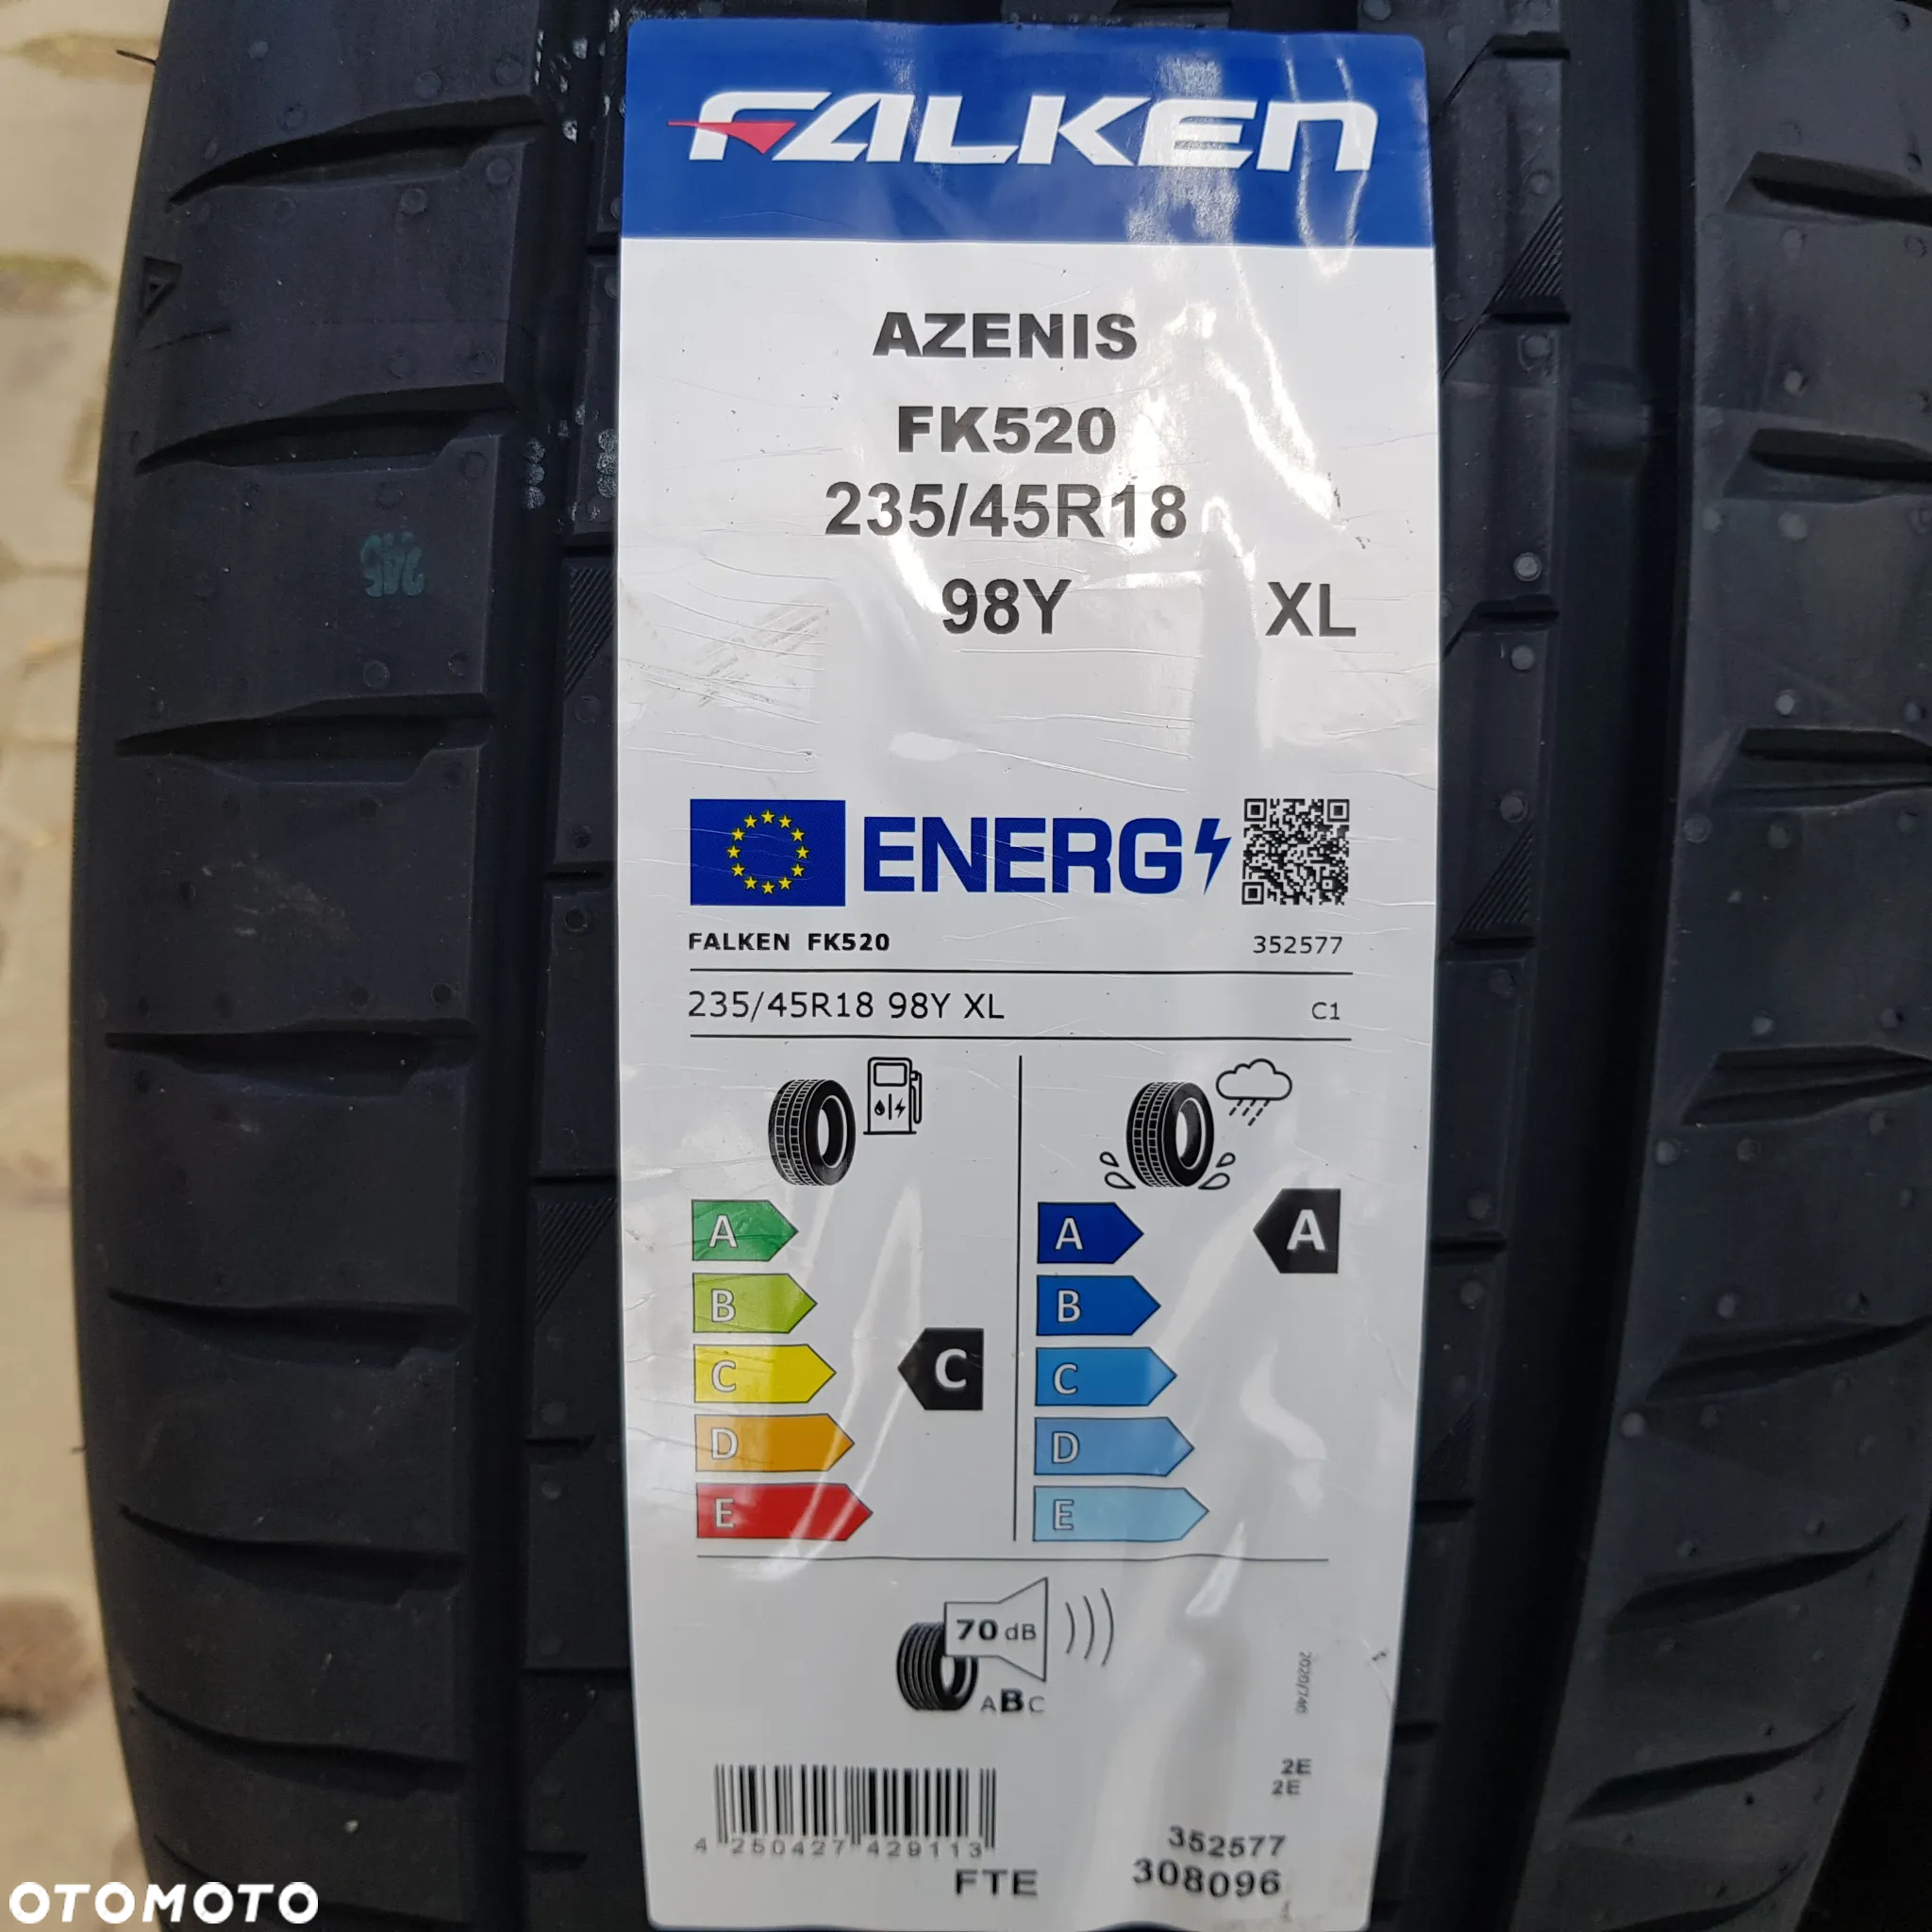 FALKEN
AZENIS
FK520
235/45R18
98Y XL
ENERG
FALKEN FK520 352577
235/45R18 98Y XL C1
A A A
B B
C C C
D D
E E
70 dB
ABC
2020/740
2E
2E
4 250427 429113
352577
FTE 308096
OTOMOTO